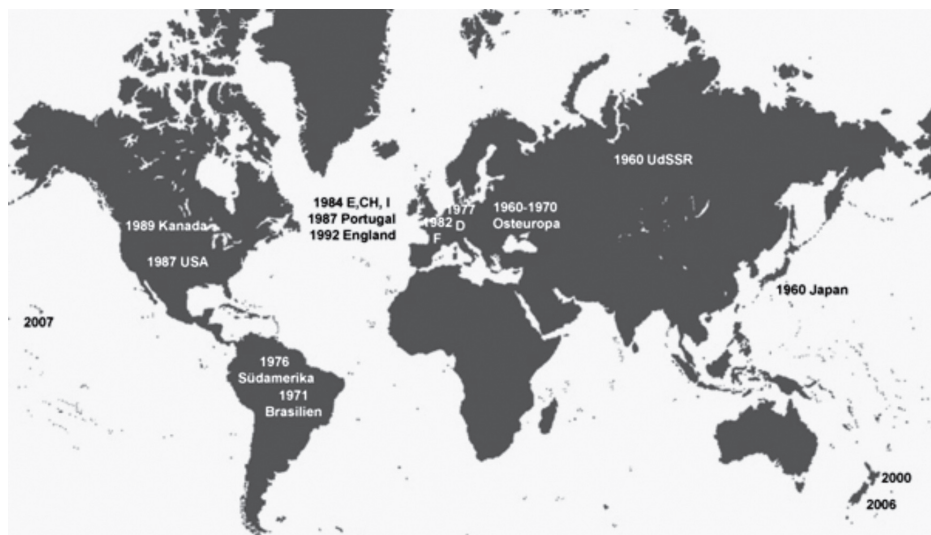 1960 UdSSR
1984 E,CH, I
1987 Portugal
1992 England
1977
D
1982
F
1960-1970
Osteuropa
1989 Kanada
1987 USA
1960 Japan
2007
1976
Südamerika
1971
Brasilien
2000
2006